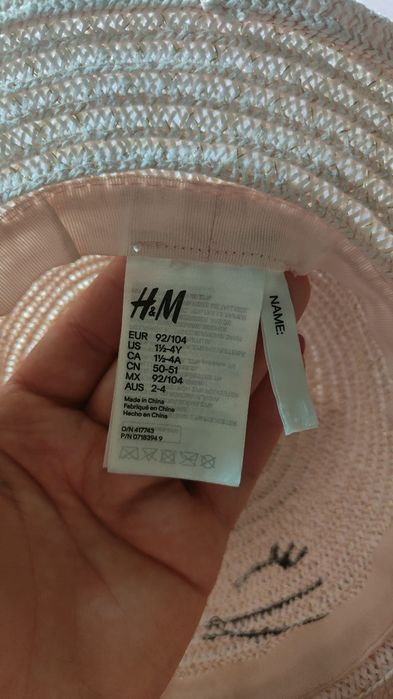 H&M
EUR 92/104
US 1½-4Y
CA 1½-4A
CN 50-51
MX 92/104
AUS 2-4
Made in China
Fabriqué en Chine
Hecho en China
O/N 417743
P/N 0718394 9
NAME: